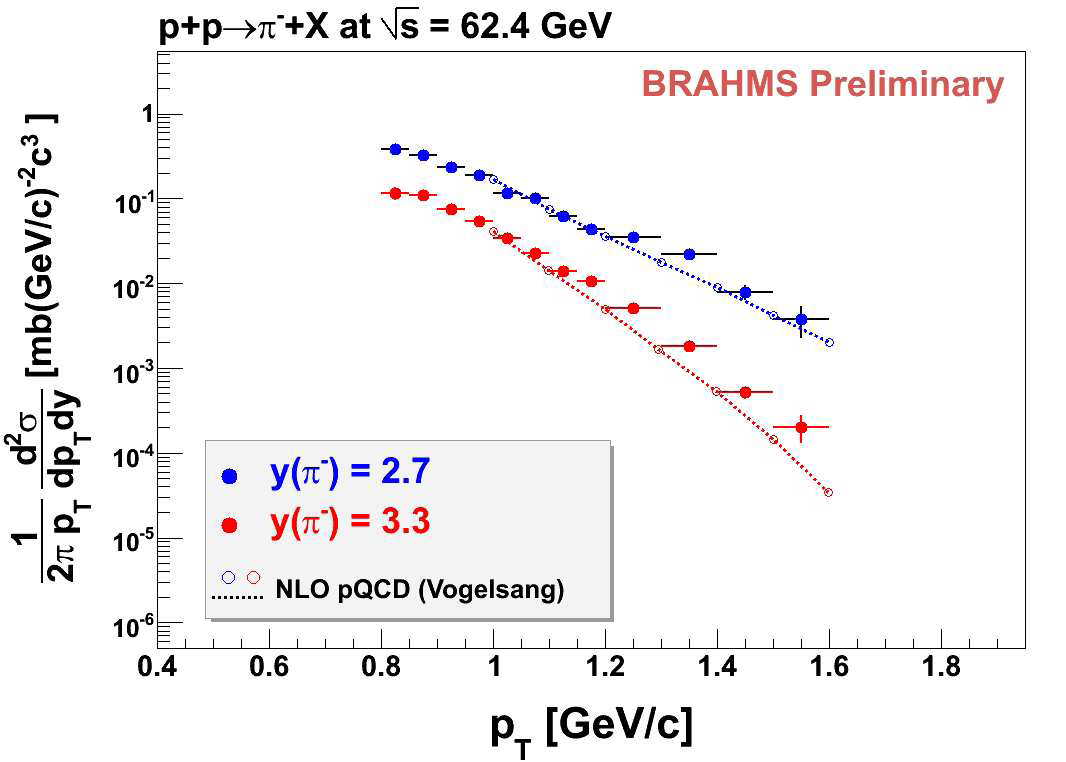 p+p→π⁻+X at √s = 62.4 GeV
BRAHMS Preliminary
1/(2π p_T) d²σ/(dp_T dy) [mb(GeV/c)⁻²c³]
1
10⁻¹
10⁻²
10⁻³
10⁻⁴
10⁻⁵
10⁻⁶
y(π⁻) = 2.7
y(π⁻) = 3.3
NLO pQCD (Vogelsang)
0.4 0.6 0.8 1 1.2 1.4 1.6 1.8
p_T [GeV/c]